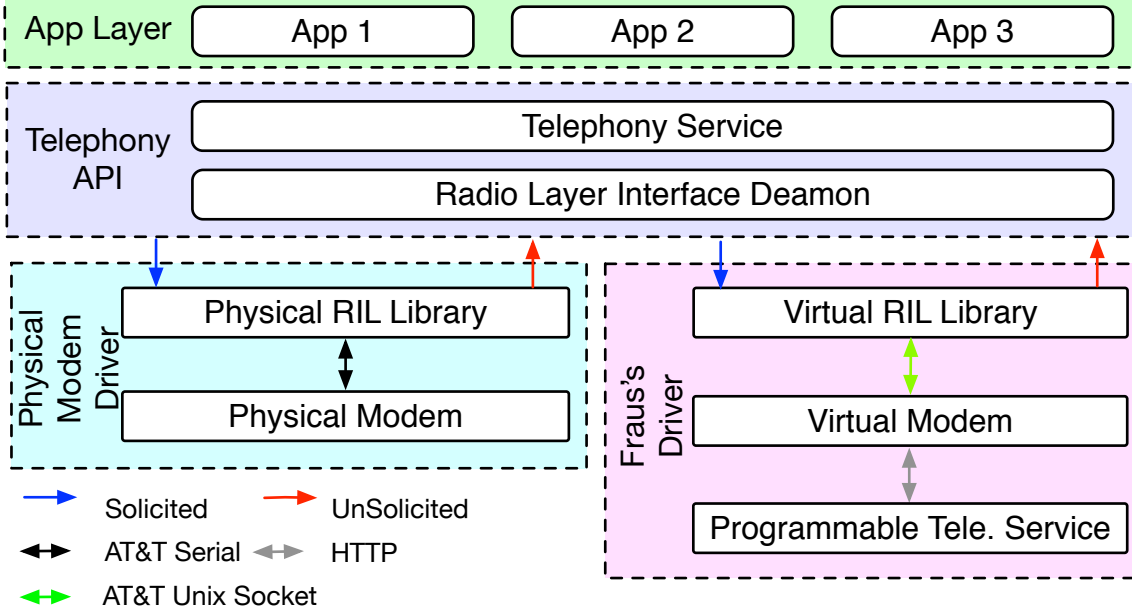 App Layer
App 1
App 2
App 3
Telephony
API
Telephony Service
Radio Layer Interface Deamon
Physical
Modem
Driver
Physical RIL Library
Physical Modem
Fraus's
Driver
Virtual RIL Library
Virtual Modem
Programmable Tele. Service
Solicited
UnSolicited
AT&T Serial
HTTP
AT&T Unix Socket